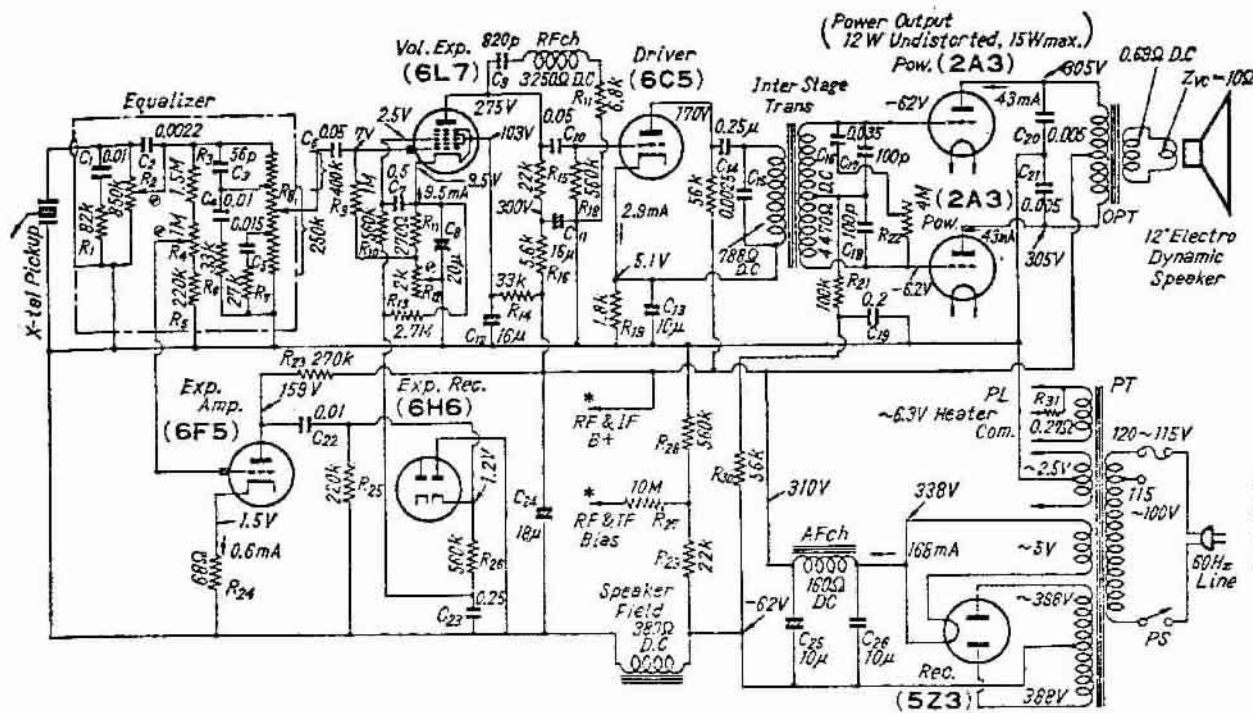 (Power Output
12W Undistorted, 15Wmax.)
Pow. (2A3)
305V
0.69Ω D.C
Zvc=10Ω
Vol. Exp.
(6L7)
820p
RFch
C9
3250Ω D.C
R11
6.8k
Driver
(6C5)
170V
275V
Equalizer
0.0022
C1
0.01
C2
850k
R2
82k
R1
R3
1.5M
56p
C3
C4
0.01
0.015
1M
R4
220k
R5
33k
R6
27k
C5
R7
R8
250k
C6
0.05
7V
2.5V
400k
R9
1M
0.5
C7
9.5mA
9.5V
103V
560k
R10
270Ω
R11
C8
20μ
2k
R12
R13
2.714
33k
R14
C12
16μ
22k
300V
5.6k
R16
0.05
C10
R15
560k
R18
C11
16μ
2.9mA
5.1V
1.8k
R19
C13
10μ
56k
0.25μ
C14
0.0025
C15
Inter Stage
Trans
788Ω
D.C
4470Ω D.C
-62V
43mA
0.035
C16
C17
100p
100p
C18
R22
4M
R21
100k
0.2
C19
(2A3)
Pow.
43mA
-62V
305V
C20
0.005
C21
0.005
OPT
12" Electro
Dynamic
Speaker
X-tal Pickup
R23 270k
159V
Exp.
Amp.
(6F5)
0.01
C22
220k
R25
1.5V
0.6mA
68Ω
R24
Exp. Rec.
(6H6)
1.2V
560k
R26
0.25
C23
C24
18μ
*
RF & IF
B+
*
RF & IF
Bias
10M
R27
R28
560k
R23
22k
Speaker
Field
380Ω
D.C
R30
56k
310V
-62V
AFch
160Ω
DC
C25
10μ
C26
10μ
338V
168mA
PL
~6.3V Heater
Com.
R31
0.27Ω
PT
120~115V
~2.5V
115
~100V
~5V
~388V
388V
Rec.
(5Z3)
PS
60Hz
Line